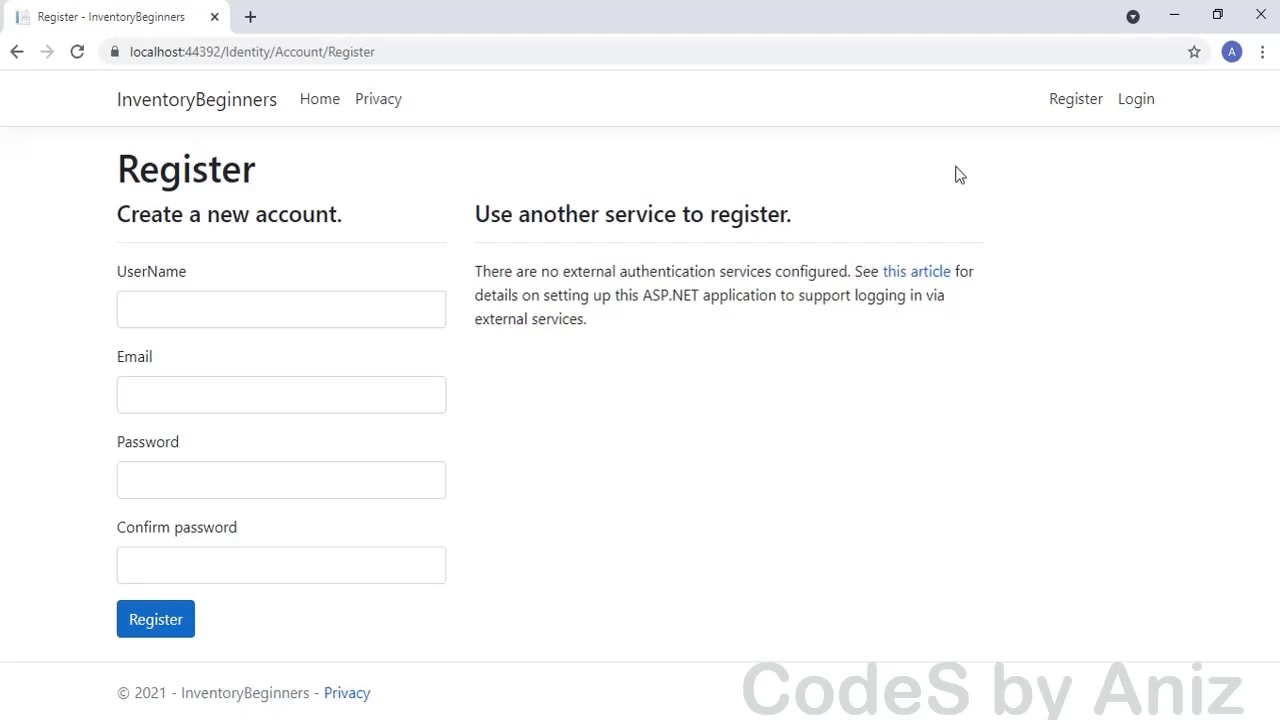 Register - InventoryBeginners
localhost:44392/Identity/Account/Register
A
InventoryBeginners Home Privacy Register Login
Register
Create a new account.
UserName
Email
Password
Confirm password
Register
Use another service to register.
There are no external authentication services configured. See this article for
details on setting up this ASP.NET application to support logging in via
external services.
© 2021 - InventoryBeginners - Privacy
CodeS by Aniz